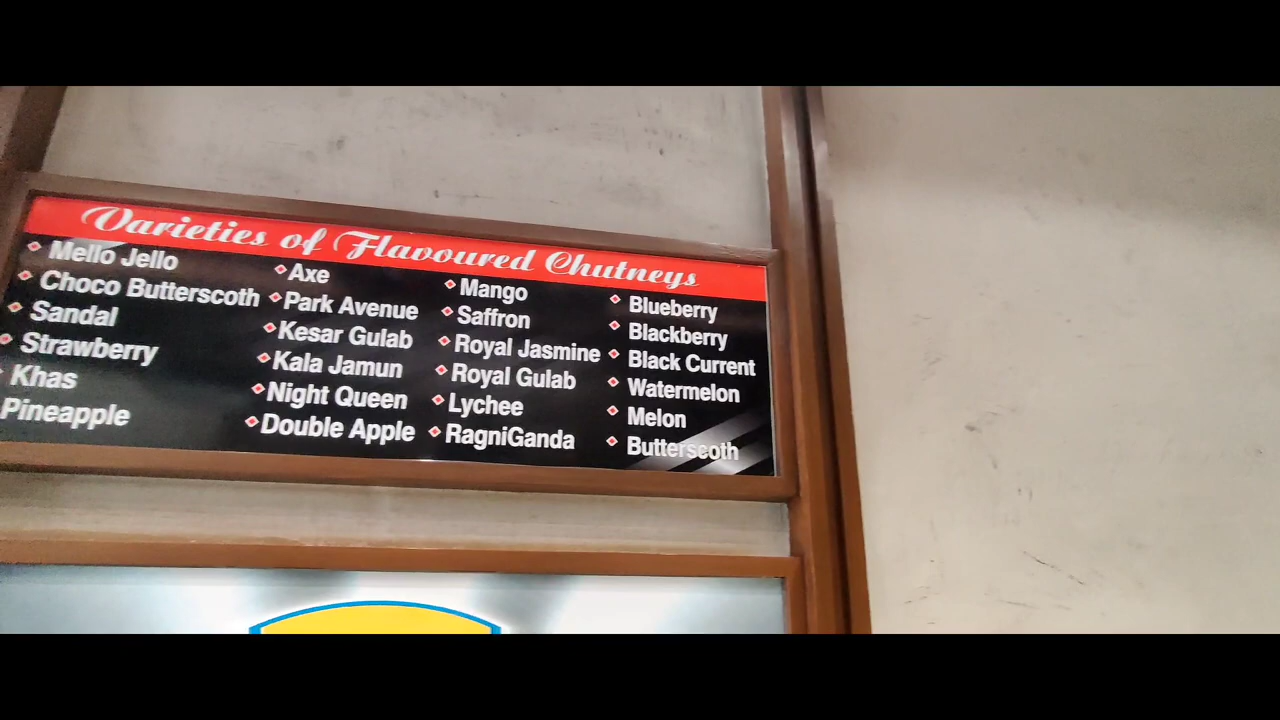 Varieties of Flavoured Chutneys
Mello Jello
Choco Butterscoth
Sandal
Strawberry
Khas
Pineapple
Axe
Park Avenue
Kesar Gulab
Kala Jamun
Night Queen
Double Apple
Mango
Saffron
Royal Jasmine
Royal Gulab
Lychee
RagniGanda
Blueberry
Blackberry
Black Current
Watermelon
Melon
Butterscoth